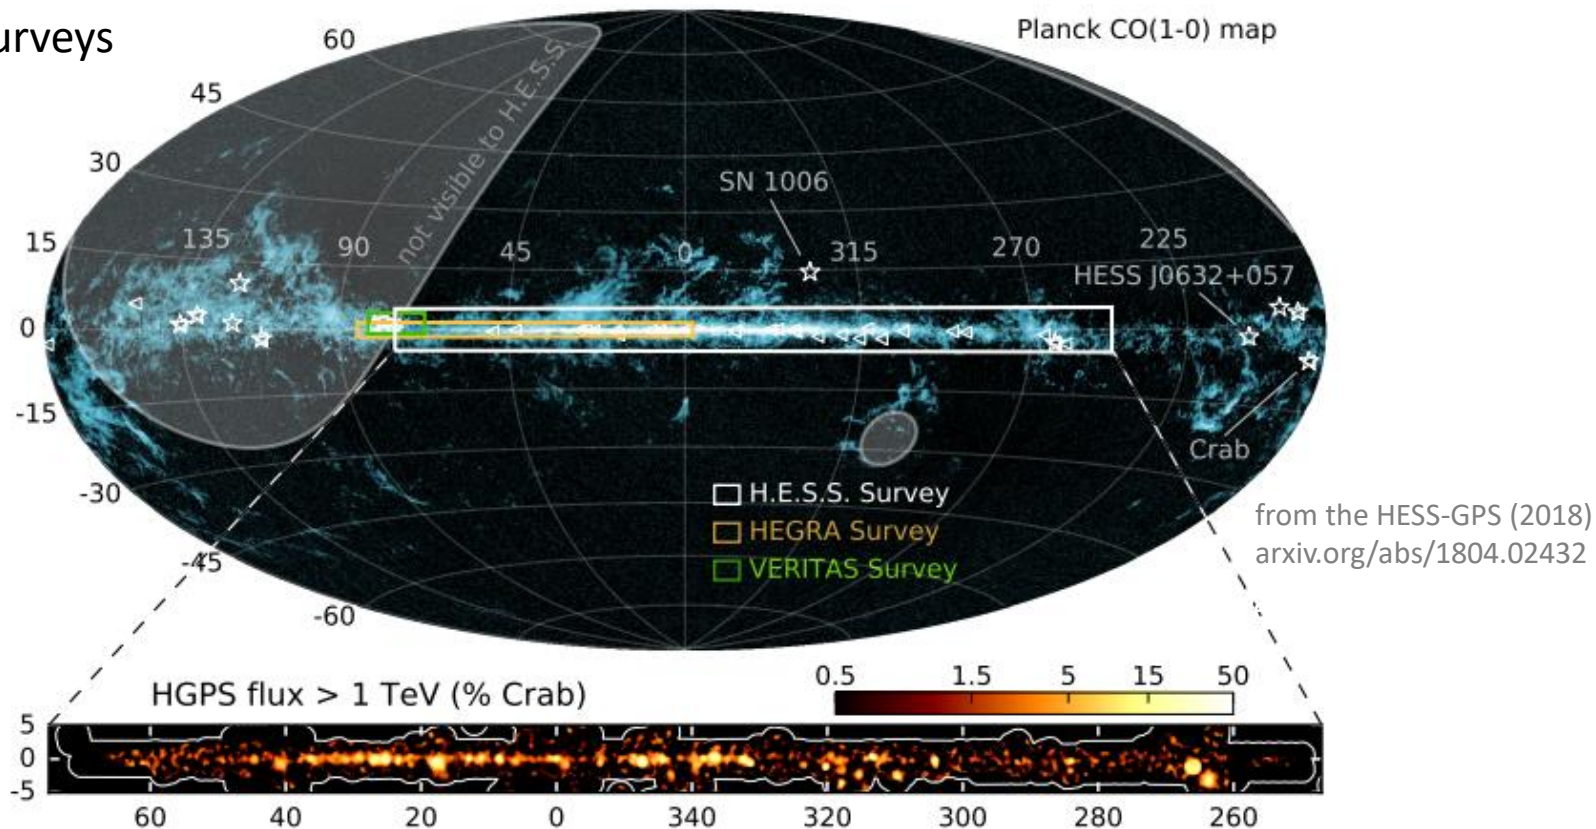 urveys
Planck CO(1-0) map
60
45
30
15
0
-15
-30
-45
-60
not visible to H.E.S.S.
SN 1006
135 90 45 0 315 270 225
HESS J0632+057
Crab
H.E.S.S. Survey
HEGRA Survey
VERITAS Survey
from the HESS-GPS (2018)
arxiv.org/abs/1804.02432
HGPS flux > 1 TeV (% Crab)
0.5 1.5 5 15 50
5
0
-5
60 40 20 0 340 320 300 280 260